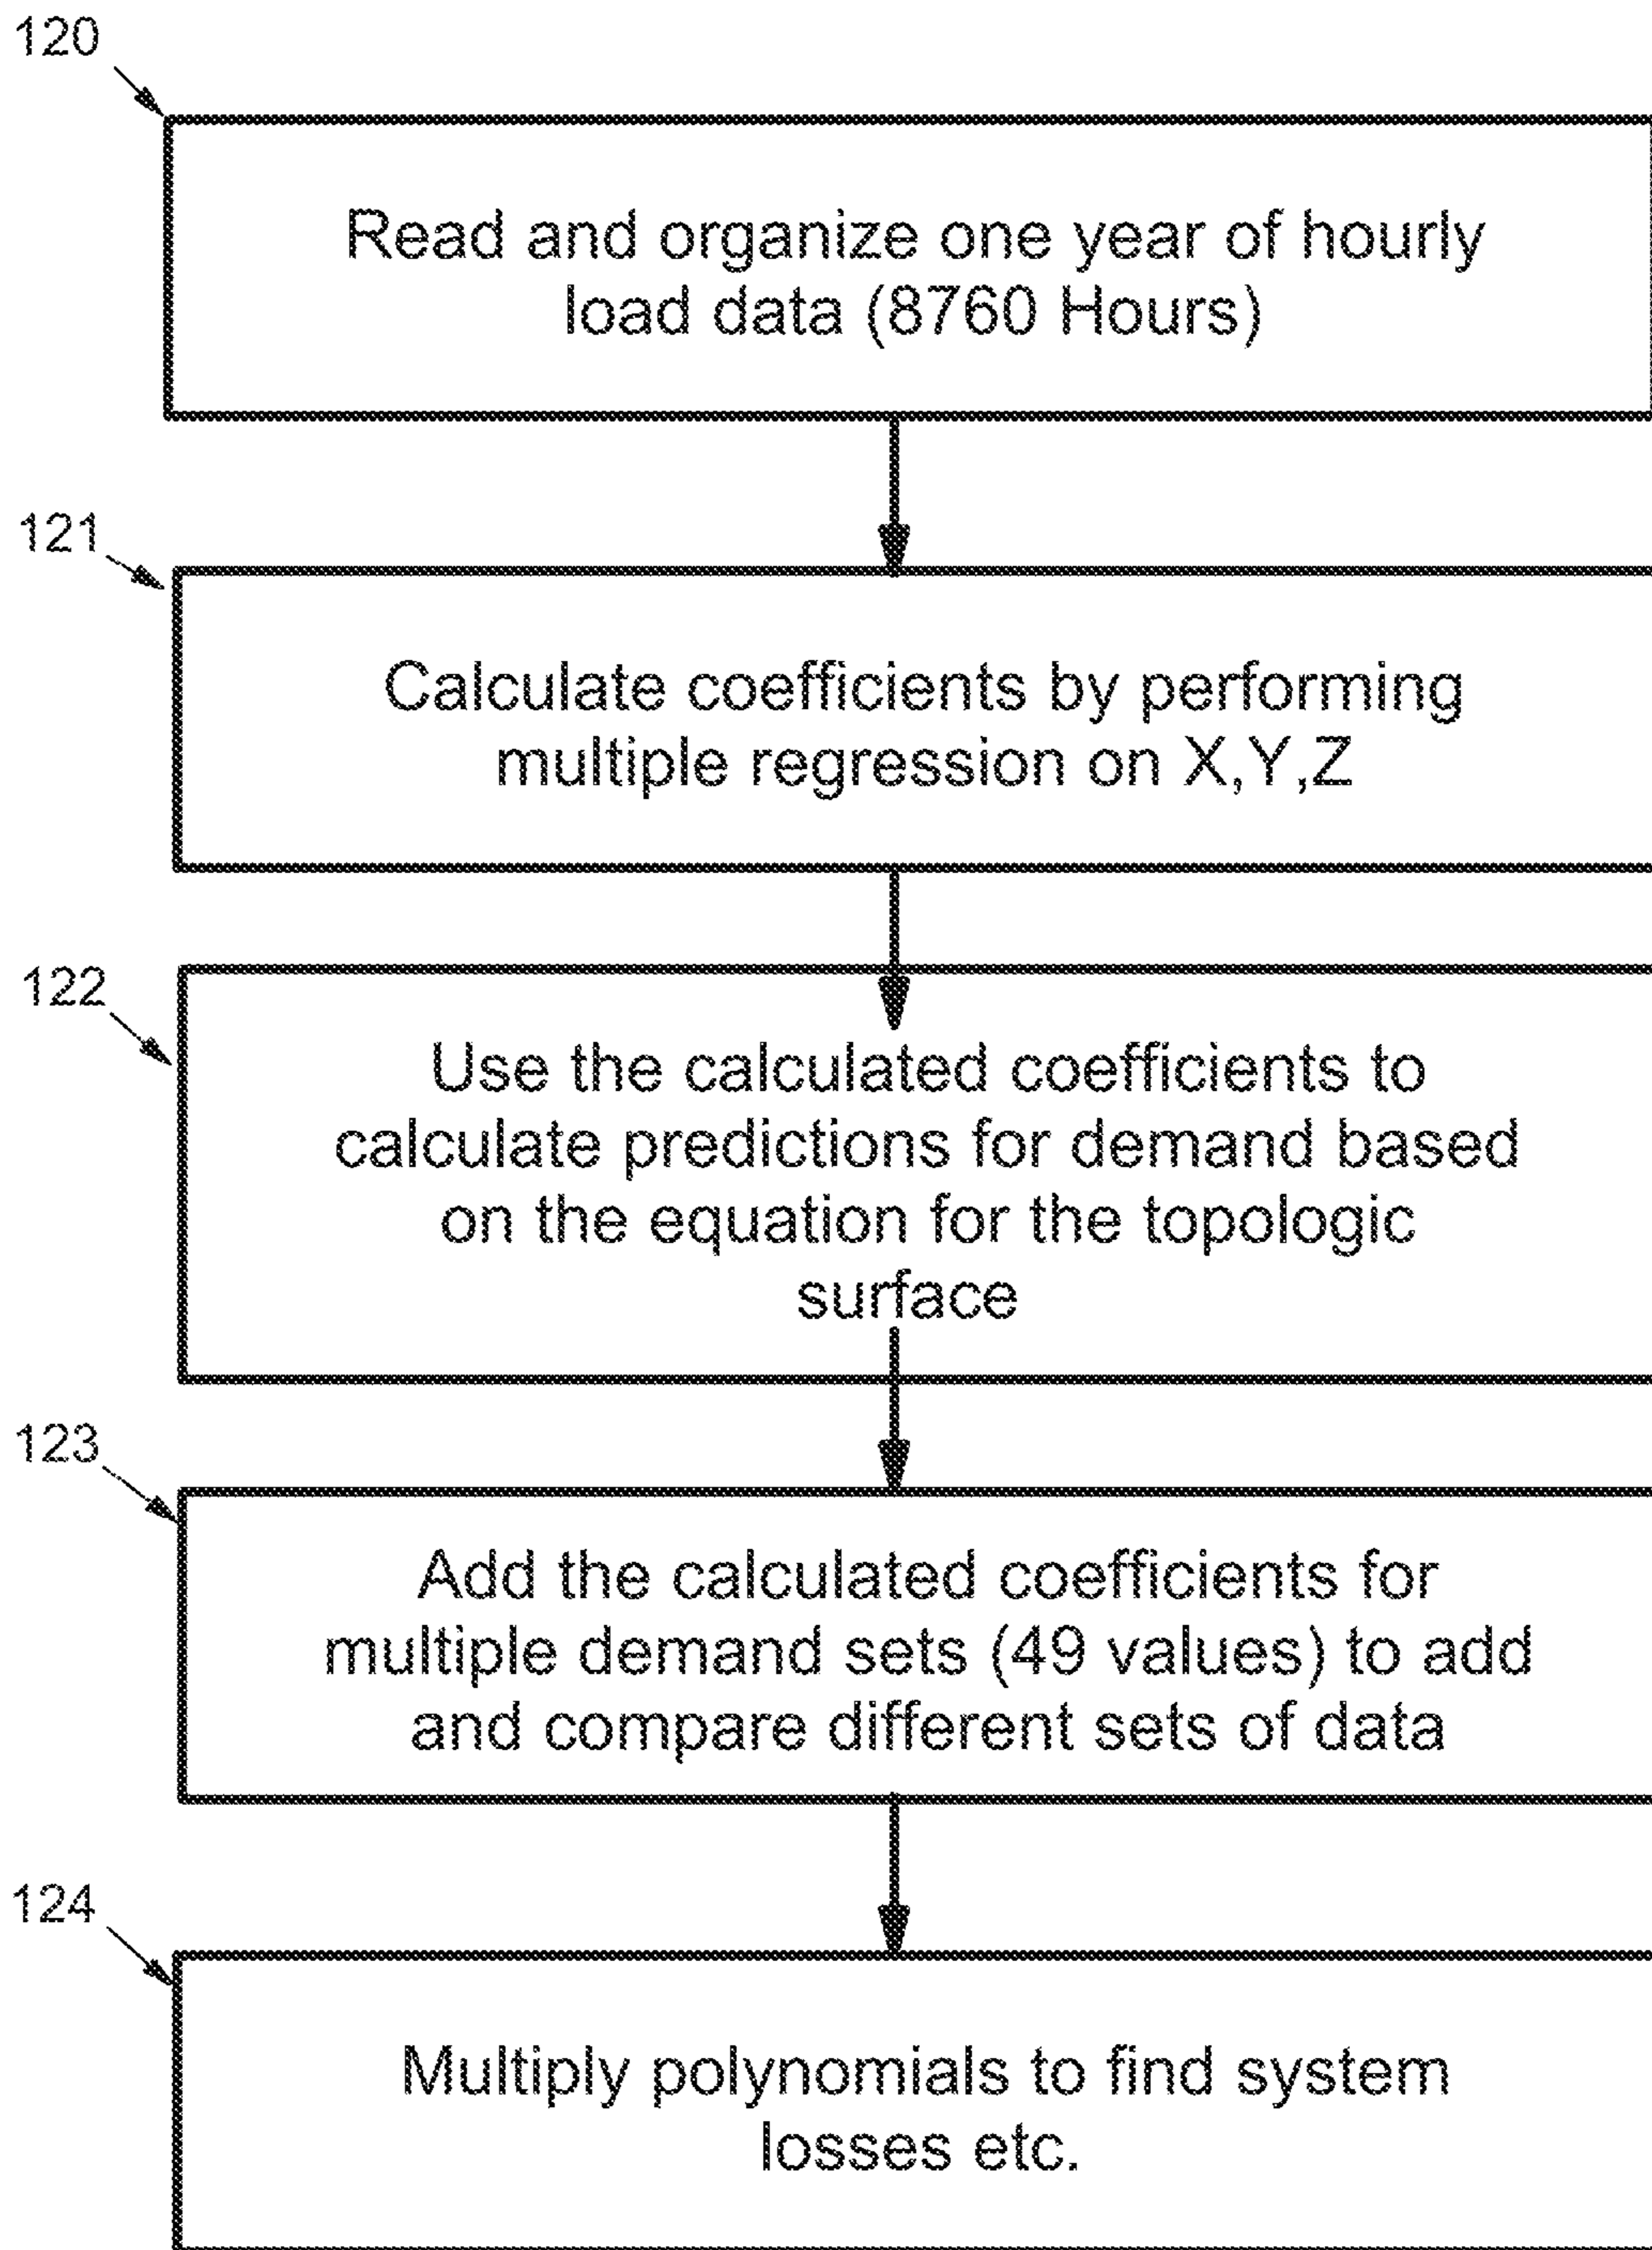 120
Read and organize one year of hourly
load data (8760 Hours)
121
Calculate coefficients by performing
multiple regression on X,Y,Z
122
Use the calculated coefficients to
calculate predictions for demand based
on the equation for the topologic
surface
123
Add the calculated coefficients for
multiple demand sets (49 values) to add
and compare different sets of data
124
Multiply polynomials to find system
losses etc.